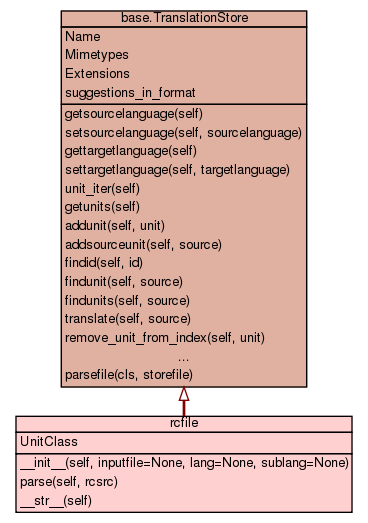 base.TranslationStore
Name
Mimetypes
Extensions
suggestions_in_format
getsourcelanguage(self)
setsourcelanguage(self, sourcelanguage)
gettargetlanguage(self)
settargetlanguage(self, targetlanguage)
unit_iter(self)
getunits(self)
addunit(self, unit)
addsourceunit(self, source)
findid(self, id)
findunit(self, source)
findunits(self, source)
translate(self, source)
remove_unit_from_index(self, unit)
...
parsefile(cls, storefile)
rcfile
UnitClass
__init__(self, inputfile=None, lang=None, sublang=None)
parse(self, rcsrc)
__str__(self)